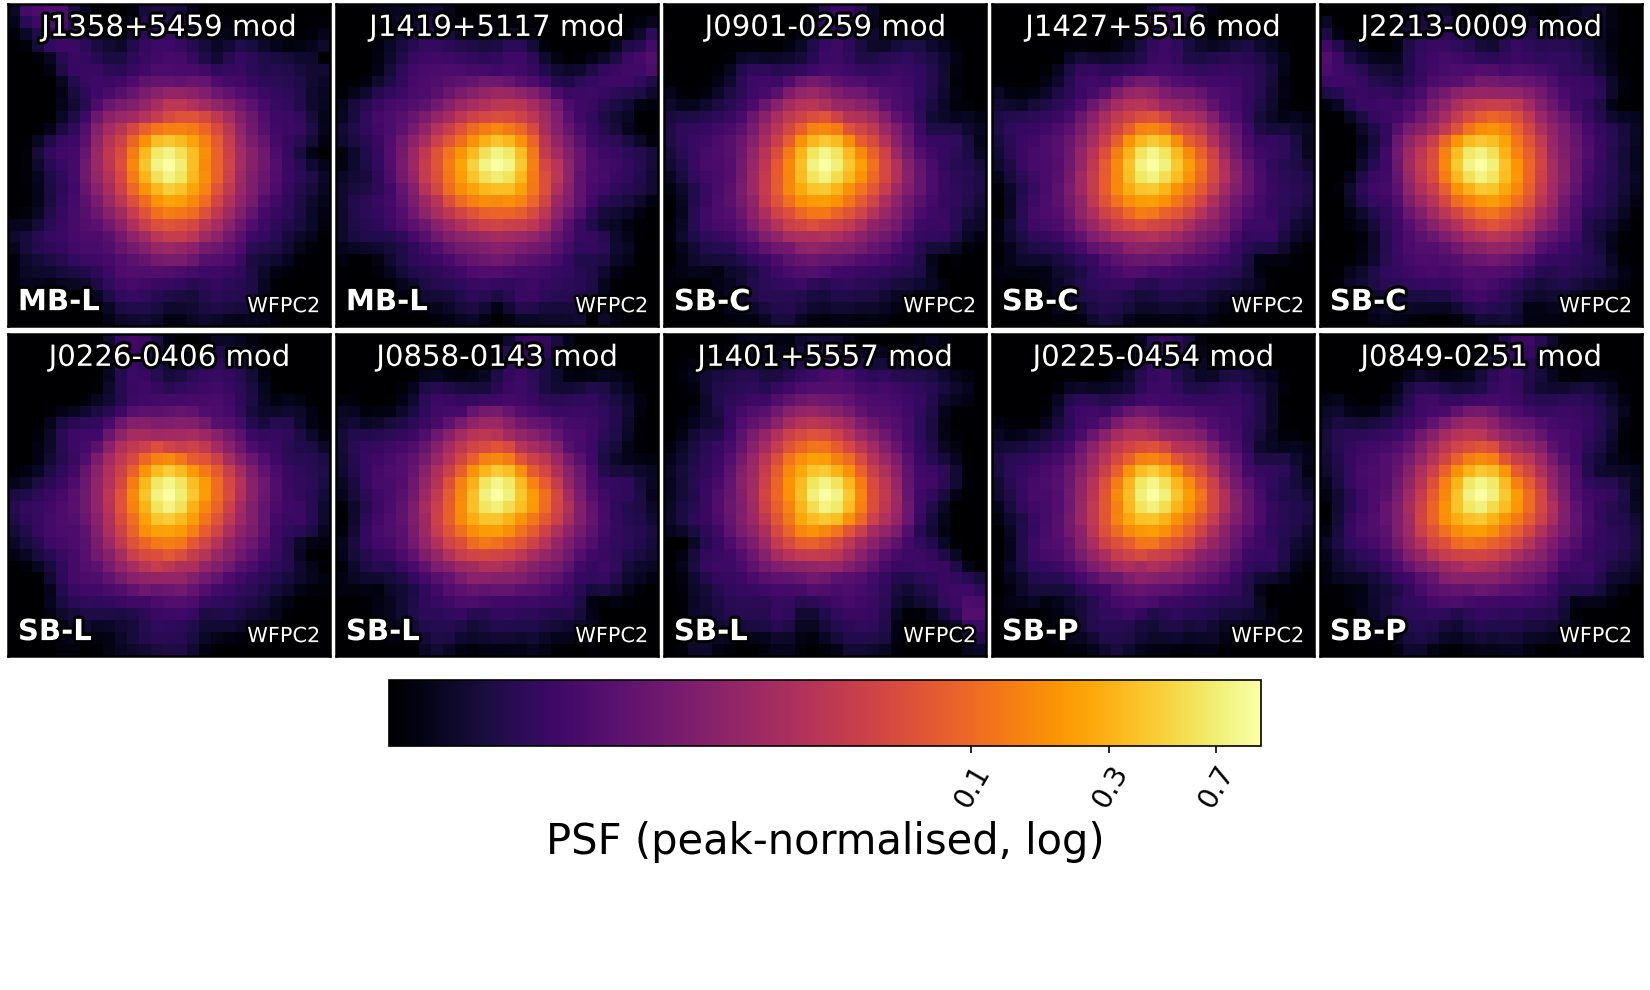 J1358+5459 mod
MB-L
WFPC2
J1419+5117 mod
MB-L
WFPC2
J0901-0259 mod
SB-C
WFPC2
J1427+5516 mod
SB-C
WFPC2
J2213-0009 mod
SB-C
WFPC2
J0226-0406 mod
SB-L
WFPC2
J0858-0143 mod
SB-L
WFPC2
J1401+5557 mod
SB-L
WFPC2
J0225-0454 mod
SB-P
WFPC2
J0849-0251 mod
SB-P
WFPC2
0.1
0.3
0.7
PSF (peak-normalised, log)